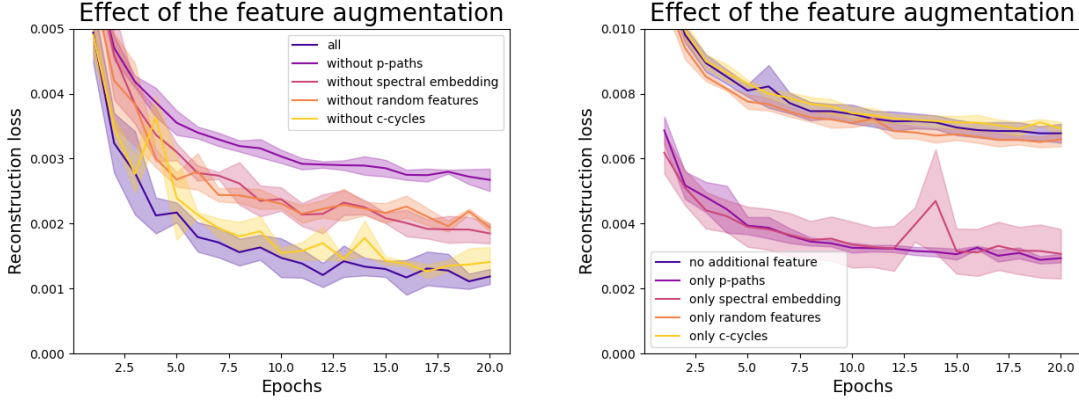 Effect of the feature augmentation
Reconstruction loss
0.005
0.004
0.003
0.002
0.001
0.000
all
without p-paths
without spectral embedding
without random features
without c-cycles
2.5 5.0 7.5 10.0 12.5 15.0 17.5 20.0
Epochs
Effect of the feature augmentation
Reconstruction loss
0.010
0.008
0.006
0.004
0.002
0.000
no additional feature
only p-paths
only spectral embedding
only random features
only c-cycles
2.5 5.0 7.5 10.0 12.5 15.0 17.5 20.0
Epochs